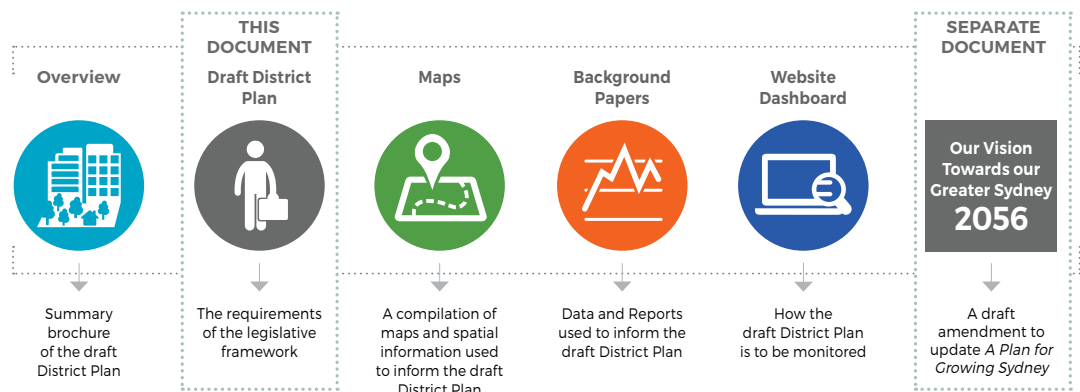 THIS
DOCUMENT
SEPARATE
DOCUMENT
Overview
Draft District
Plan
Maps
Background
Papers
Website
Dashboard
Our Vision
Towards our
Greater Sydney
2056
Summary
brochure
of the draft
District Plan
The requirements
of the legislative
framework
A compilation of
maps and spatial
information used
to inform the draft
District Plan
Data and Reports
used to inform the
draft District Plan
How the
draft District Plan
is to be monitored
A draft
amendment to
update A Plan for
Growing Sydney